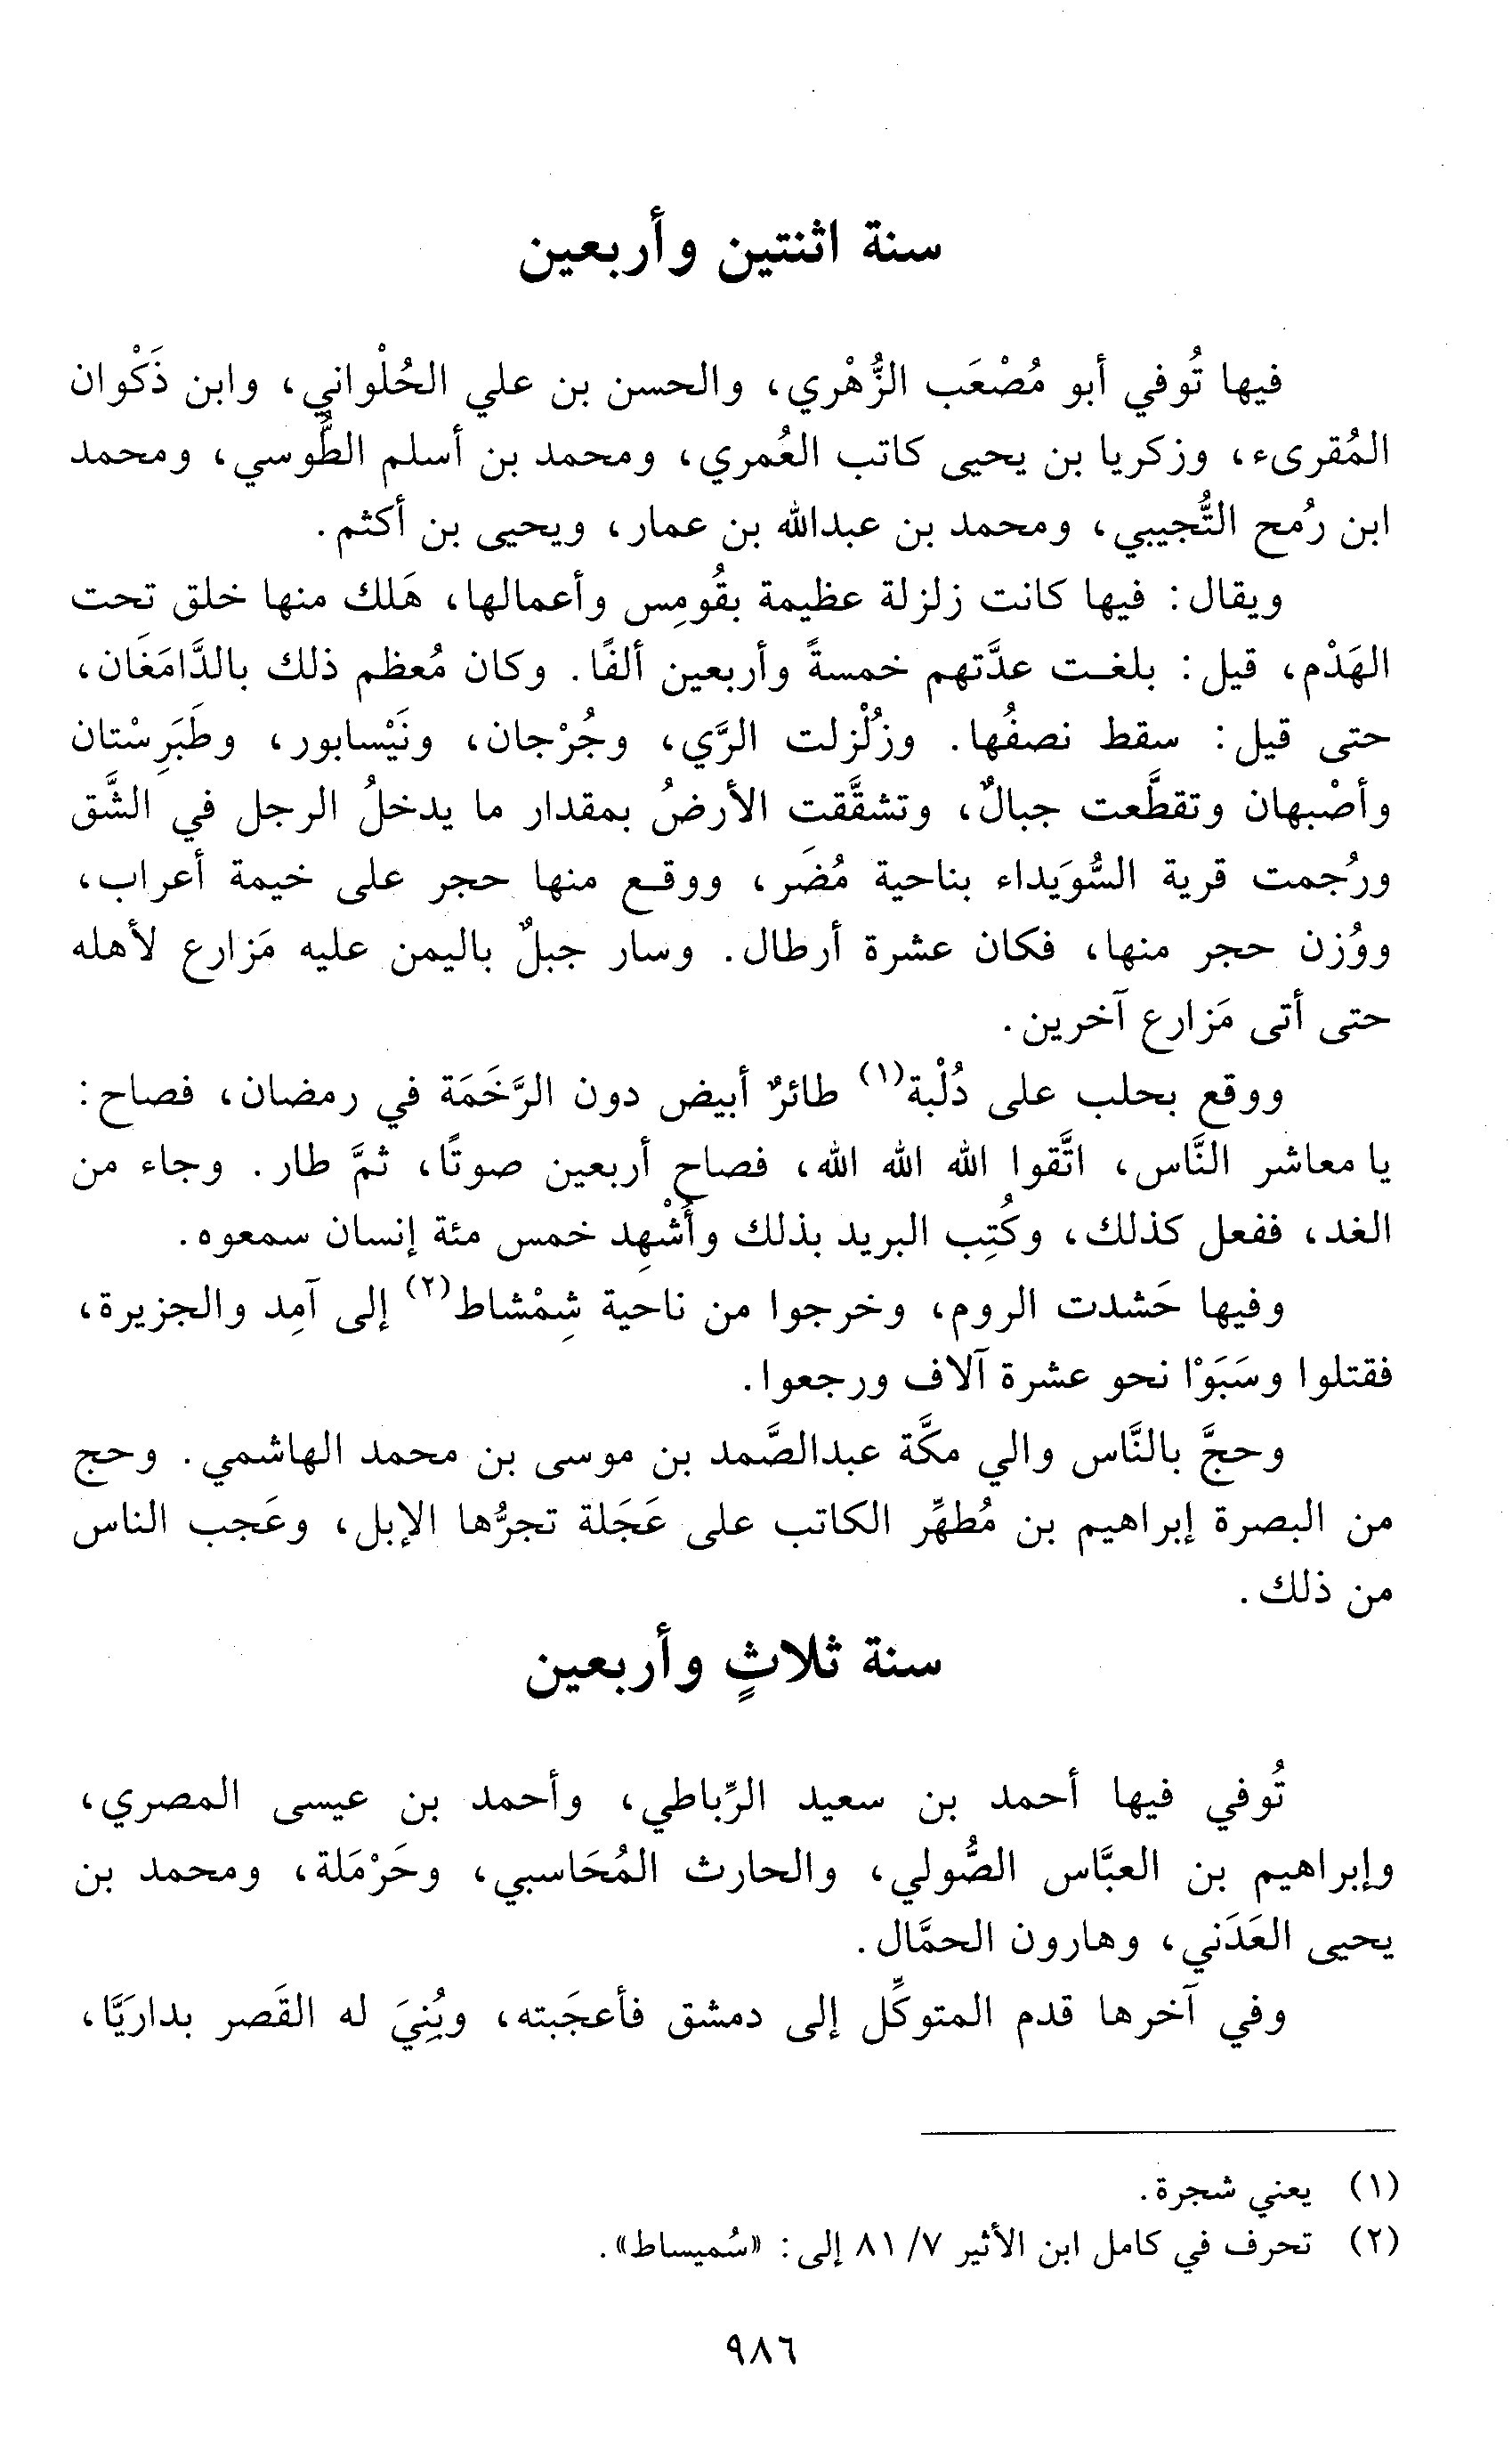 سنة اثنتين وأربعين
فيها تُوفي أبو مُصْعَب الزُّهْري، والحسن بن علي الحُلْواني، وابن ذَكْوان
المُقرىء، وزكريا بن يحيى كاتب العُمري، ومحمد بن أسلم الطُّوسي، ومحمد
ابن رُمح التُّجيبي، ومحمد بن عبدالله بن عمار، ويحيى بن أكثم.
ويقال: فيها كانت زلزلة عظيمة بقُومِس وأعمالها، هَلك منها خلق تحت
الهَدْم، قيل: بلغت عدَّتهم خمسةً وأربعين ألفًا. وكان مُعظم ذلك بالدَّامَغَان،
حتى قيل: سقط نصفُها. وزُلْزلت الرَّي، وجُرْجان، ونَيْسابور، وطَبَرِسْتان
وأصْبهان وتقطَّعت جبالٌ، وتشقَّقت الأرضُ بمقدار ما يدخلُ الرجل في الشَّق
ورُجمت قرية السُّوَيداء بناحية مُضَر، ووقع منها حجر على خيمة أعراب،
ووُزن حجر منها، فكان عشرة أرطال. وسار جبلٌ باليمن عليه مَزارع لأهله
حتى أتى مَزارع آخرين.
ووقع بحلب على دُلْبة(١) طائرٌ أبيض دون الرَّخَمَة في رمضان، فصاح:
يا معاشر النَّاس، اتَّقوا الله الله الله، فصاح أربعين صوتًا، ثمَّ طار. وجاء من
الغد، ففعل كذلك، وكُتِب البريد بذلك وأُشْهِد خمس مئة إنسان سمعوه.
وفيها حَشدت الروم، وخرجوا من ناحية شِمْشاط(٢) إلى آمِد والجزيرة،
فقتلوا وسَبَوْا نحو عشرة آلاف ورجعوا.
وحجَّ بالنَّاس والي مكَّة عبدالصَّمد بن موسى بن محمد الهاشمي. وحج
من البصرة إبراهيم بن مُطهِّر الكاتب على عَجَلة تجرُّها الإبل، وعَجب الناس
من ذلك.
سنة ثلاثٍ وأربعين
تُوفي فيها أحمد بن سعيد الرِّباطي، وأحمد بن عيسى المصري،
وإبراهيم بن العبَّاس الصُّولي، والحارث المُحَاسبي، وحَرْمَلة، ومحمد بن
يحيى العَدَني، وهارون الحمَّال.
وفي آخرها قدم المتوكِّل إلى دمشق فأعجَبته، وبُنِيَ له القَصر بدارَيَّا،
(١) يعني شجرة.
(٢) تحرف في كامل ابن الأثير ٧/ ٨١ إلى: «سُميساط».
٩٨٦